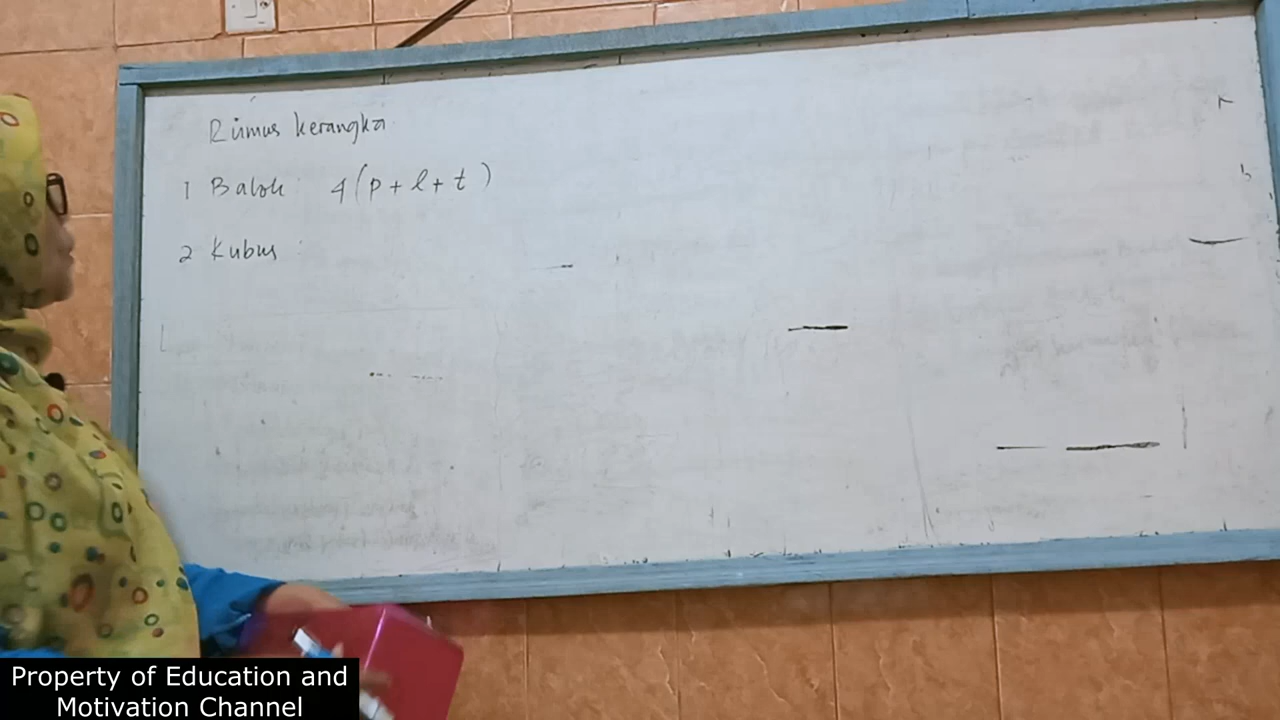 Rumus kerangka
1 Balok : 4(p + l + t)
2 Kubus :
Property of Education and
Motivation Channel